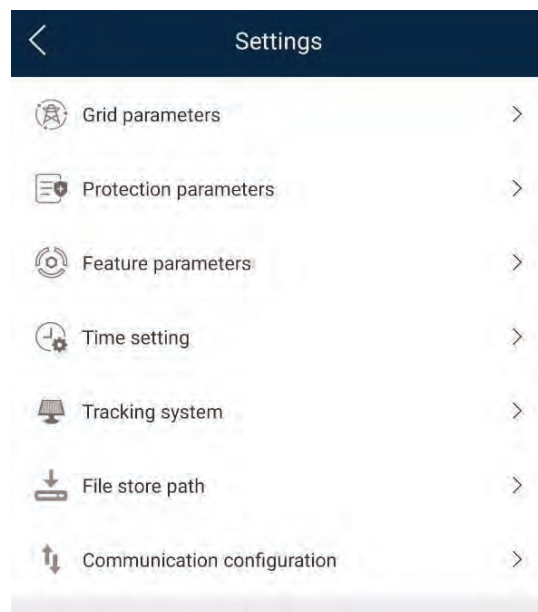 Settings
Grid parameters
Protection parameters
Feature parameters
Time setting
Tracking system
File store path
Communication configuration